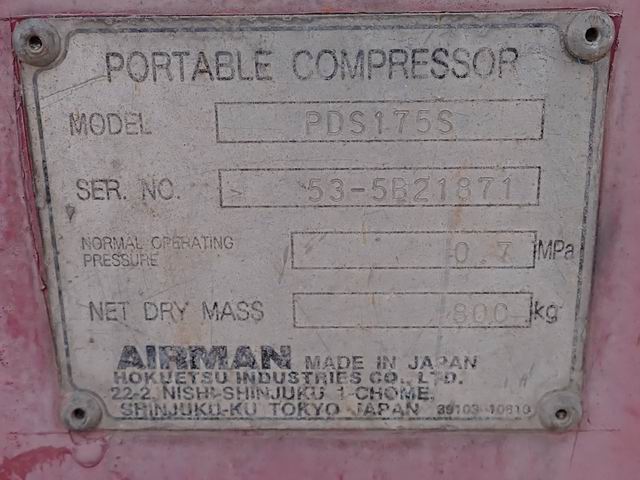 PORTABLE COMPRESSOR
MODEL PDS175S
SER. NO. 53-5B21871
NORMAL OPERATING
PRESSURE 0.7 MPa
NET DRY MASS 800 kg
AIRMAN MADE IN JAPAN
HOKUETSU INDUSTRIES CO., LTD.
22-2, NISHI-SHINJUKU 1-CHOME,
SHINJUKU-KU TOKYO JAPAN